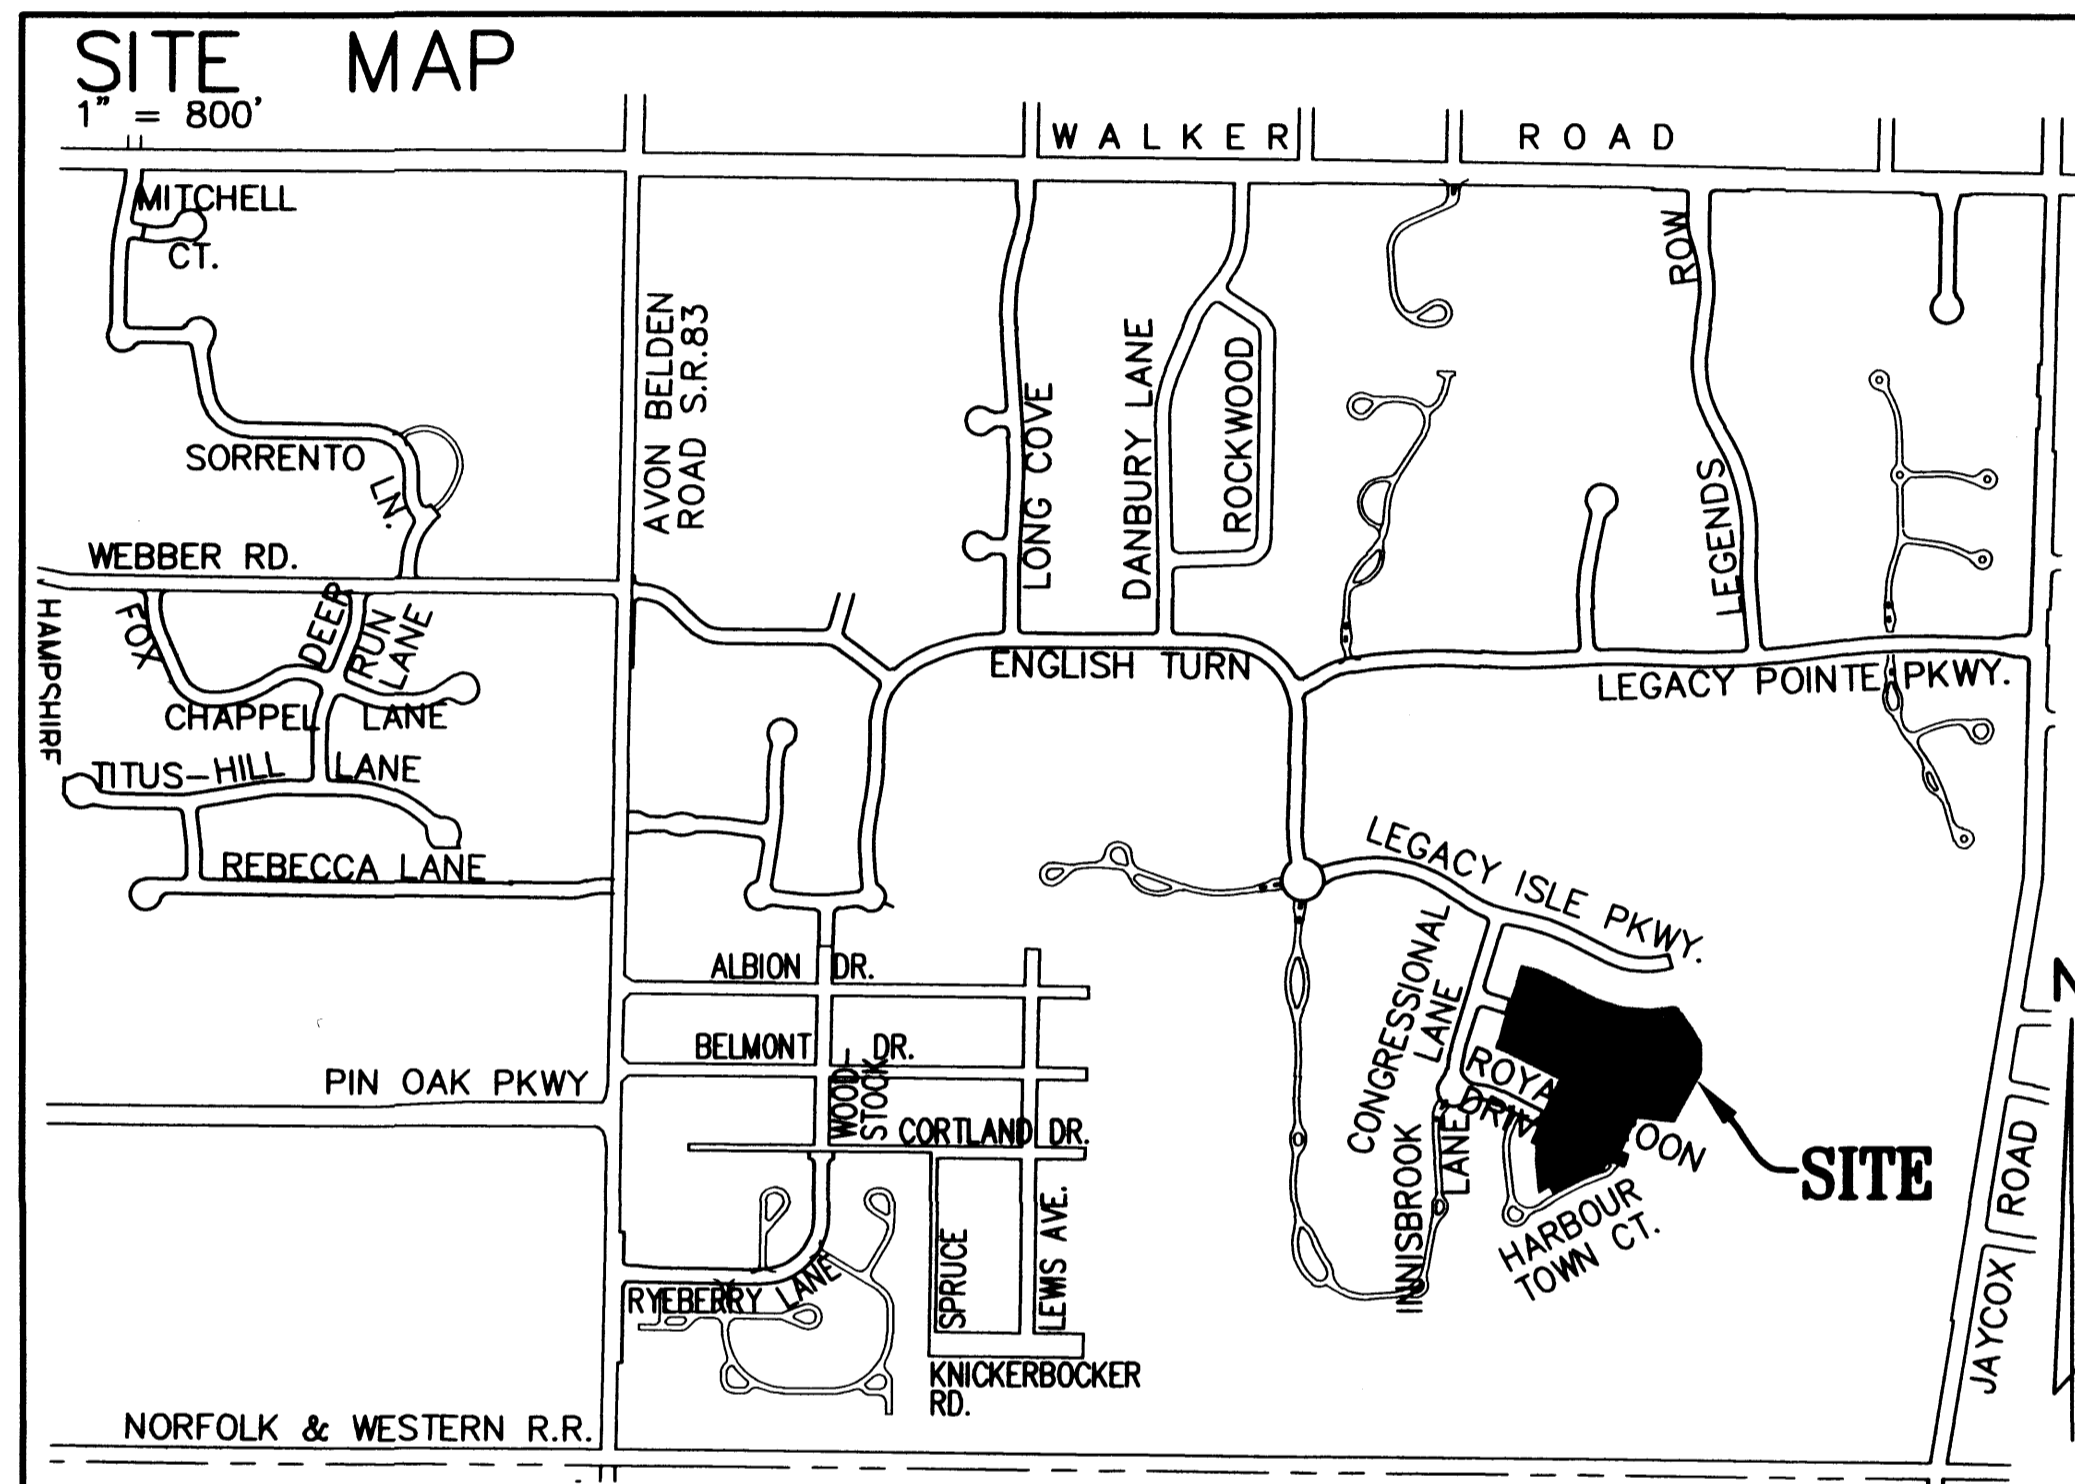 SITE MAP
1" = 800'
WALKER ROAD
MITCHELL
CT.
SORRENTO
LN.
AVON BELDEN
ROAD S.R.83
LONG COVE
DANBURY LANE
ROCKWOOD
LEGENDS ROW
WEBBER RD.
HAMPSHIRE
FOX
DEER
RUN
LANE
CHAPPEL LANE
TITUS-HILL LANE
REBECCA LANE
ENGLISH TURN
LEGACY POINTE PKWY.
LEGACY ISLE PKWY.
CONGRESSIONAL
LANE
ALBION DR.
BELMONT DR.
WOOD-
STOCK
CORTLAND DR.
PIN OAK PKWY
ROYA
DRIV
OON
SITE
INNISBROOK
LANE
HARBOUR
TOWN CT.
JAYCOX ROAD
SPRUCE
LEWIS AVE.
RYEBERRY LANE
KNICKERBOCKER
RD.
NORFOLK & WESTERN R.R.
N